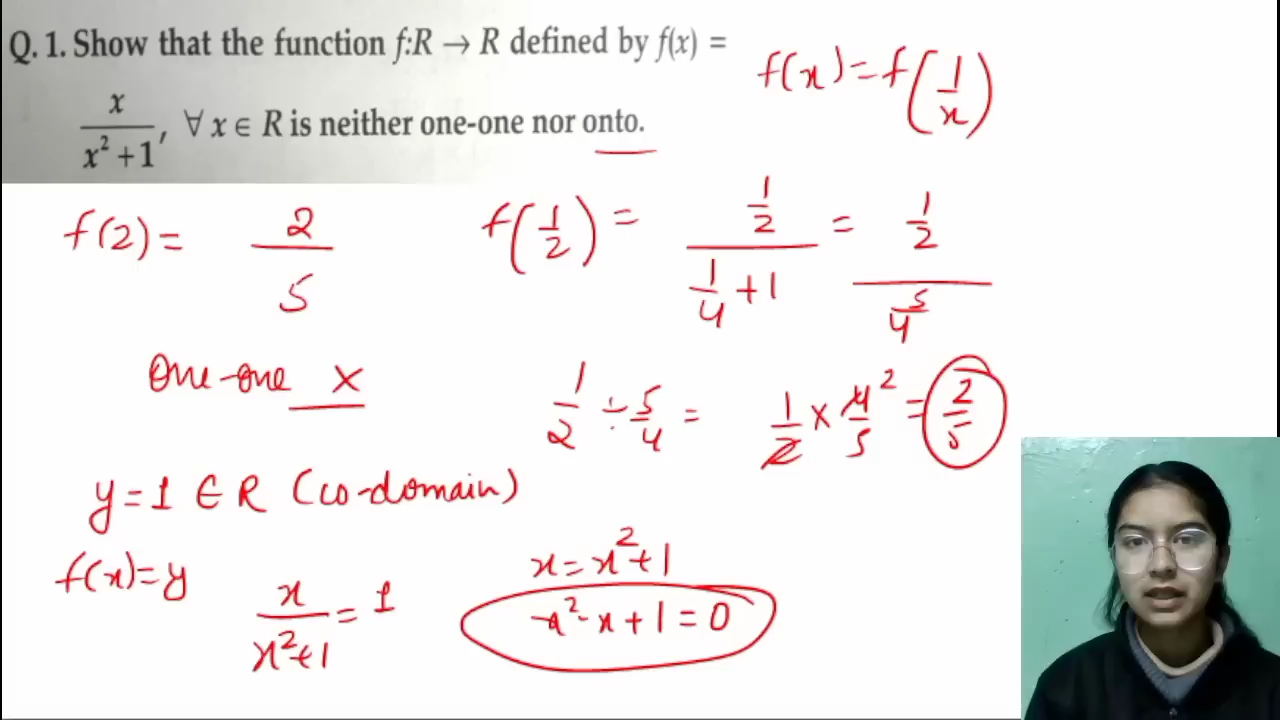 Q. 1. Show that the function f:R → R defined by f(x) =
x/(x² + 1), ∀ x ∈ R is neither one-one nor onto.
f(x) = f(1/x)
f(2) = 2/5
f(1/2) = (1/2)/(1/4 + 1) = (1/2)/(5/4)
One-one ×
1/2 ÷ 5/4 = 1/2 × 4/5 2 = 2/5
y = 1 ∈ R (co-domain)
f(x) = y
x/(x² + 1) = 1
x = x² + 1
x² - x + 1 = 0